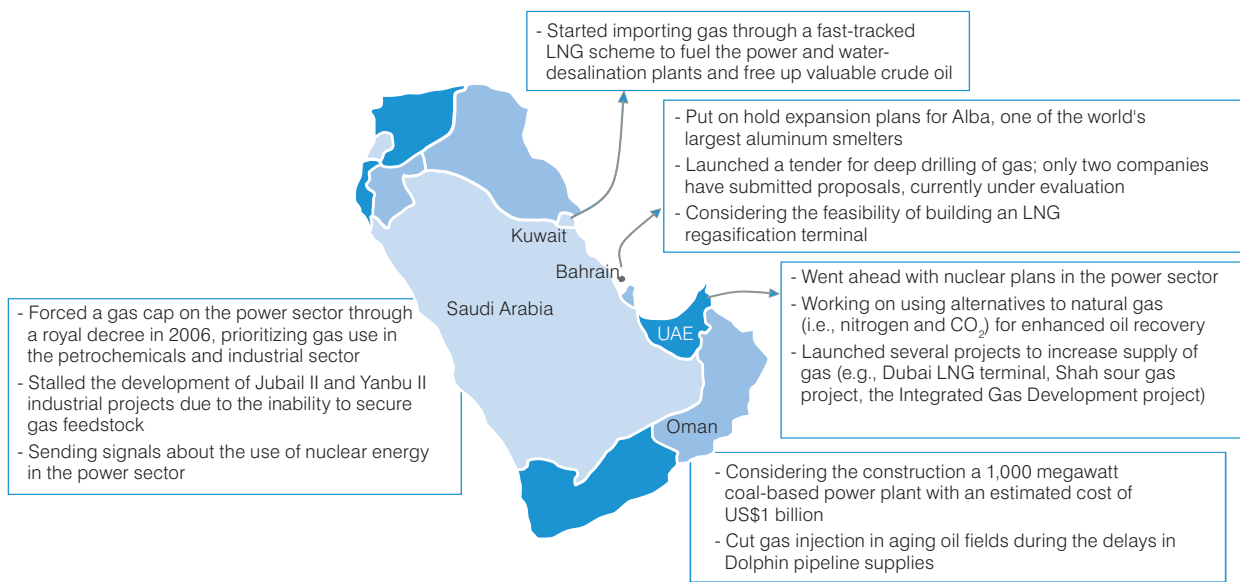 - Started importing gas through a fast-tracked
LNG scheme to fuel the power and water-
desalination plants and free up valuable crude oil
- Put on hold expansion plans for Alba, one of the world's
largest aluminum smelters
- Launched a tender for deep drilling of gas; only two companies
have submitted proposals, currently under evaluation
- Considering the feasibility of building an LNG
regasification terminal
Kuwait
Bahrain
Saudi Arabia
UAE
Oman
- Went ahead with nuclear plans in the power sector
- Working on using alternatives to natural gas
(i.e., nitrogen and CO₂) for enhanced oil recovery
- Launched several projects to increase supply of
gas (e.g., Dubai LNG terminal, Shah sour gas
project, the Integrated Gas Development project)
- Forced a gas cap on the power sector through
a royal decree in 2006, prioritizing gas use in
the petrochemicals and industrial sector
- Stalled the development of Jubail II and Yanbu II
industrial projects due to the inability to secure
gas feedstock
- Sending signals about the use of nuclear energy
in the power sector
- Considering the construction a 1,000 megawatt
coal-based power plant with an estimated cost of
US$1 billion
- Cut gas injection in aging oil fields during the delays in
Dolphin pipeline supplies